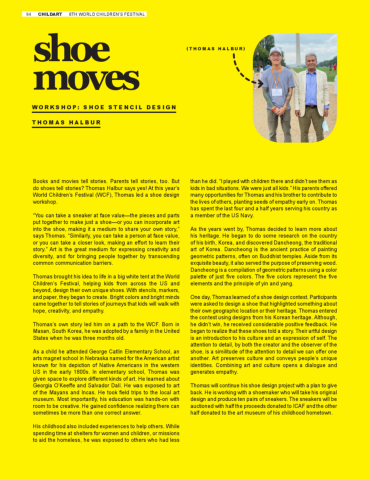 64 CHILDART 6TH WORLD CHILDREN'S FESTIVAL
shoe
moves
(THOMAS HALBUR)
WORKSHOP: SHOE STENCIL DESIGN
THOMAS HALBUR
Books and movies tell stories. Parents tell stories, too. But
do shoes tell stories? Thomas Halbur says yes! At this year's
World Children's Festival (WCF), Thomas led a shoe design
workshop.
"You can take a sneaker at face value—the pieces and parts
put together to make just a shoe—or you can incorporate art
into the shoe, making it a medium to share your own story,"
says Thomas. "Similarly, you can take a person at face value,
or you can take a closer look, making an effort to learn their
story." Art is the great medium for expressing creativity and
diversity, and for bringing people together by transcending
common communication barriers.
Thomas brought his idea to life in a big white tent at the World
Children's Festival, helping kids from across the US and
beyond, design their own unique shoes. With stencils, markers,
and paper, they began to create. Bright colors and bright minds
came together to tell stories of journeys that kids will walk with
hope, creativity, and empathy.
Thomas's own story led him on a path to the WCF. Born in
Masan, South Korea, he was adopted by a family in the United
States when he was three months old.
As a child he attended George Catlin Elementary School, an
arts magnet school in Nebraska named for the American artist
known for his depiction of Native Americans in the western
US in the early 1800s. In elementary school, Thomas was
given space to explore different kinds of art. He learned about
Georgia O'Keeffe and Salvador Dali. He was exposed to art
of the Mayans and Incas. He took field trips to the local art
museum. Most importantly, his education was hands-on with
room to be creative. He gained confidence realizing there can
sometimes be more than one correct answer.
His childhood also included experiences to help others. While
spending time at shelters for women and children, or missions
to aid the homeless, he was exposed to others who had less
than he did. "I played with children there and didn't see them as
kids in bad situations. We were just all kids." His parents offered
many opportunities for Thomas and his brother to contribute to
the lives of others, planting seeds of empathy early on. Thomas
has spent the last four and a half years serving his country as
a member of the US Navy.
As the years went by, Thomas decided to learn more about
his heritage. He began to do some research on the country
of his birth, Korea, and discovered Dancheong, the traditional
art of Korea. Dancheong is the ancient practice of painting
geometric patterns, often on Buddhist temples. Aside from its
exquisite beauty, it also served the purpose of preserving wood.
Dancheong is a compilation of geometric patterns using a color
palette of just five colors. The five colors represent the five
elements and the principle of yin and yang.
One day, Thomas learned of a shoe design contest. Participants
were asked to design a shoe that highlighted something about
their own geographic location or their heritage. Thomas entered
the contest using designs from his Korean heritage. Although,
he didn't win, he received considerable positive feedback. He
began to realize that these shoes told a story. Their artful design
is an introduction to his culture and an expression of self. The
attention to detail, by both the creator and the observer of the
shoe, is a similitude of the attention to detail we can offer one
another. Art preserves culture and conveys people's unique
identities. Combining art and culture opens a dialogue and
generates empathy.
Thomas will continue his shoe design project with a plan to give
back. He is working with a shoemaker who will take his original
design and produce ten pairs of sneakers. The sneakers will be
auctioned with half the proceeds donated to ICAF and the other
half donated to the art museum of his childhood hometown.